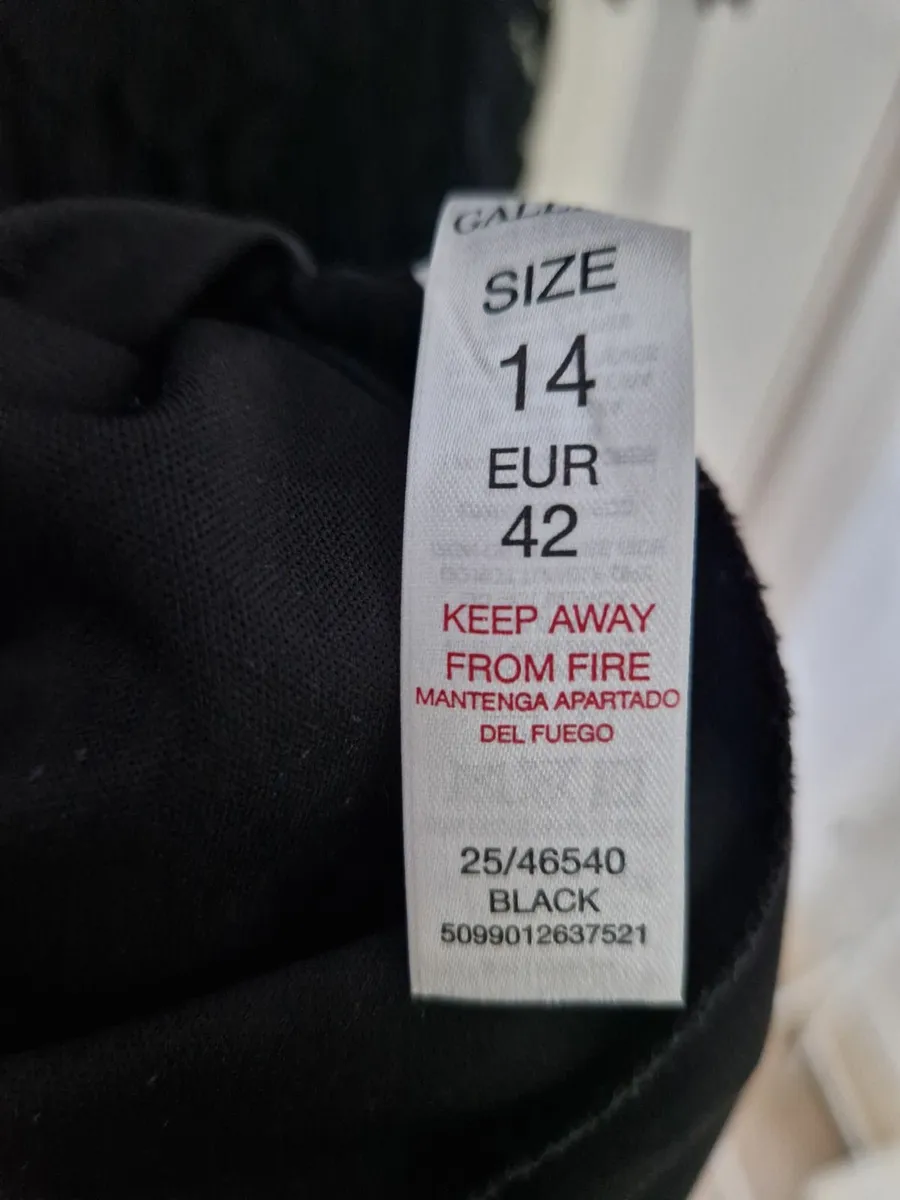 SIZE
14
EUR
42
KEEP AWAY
FROM FIRE
MANTENGA APARTADO
DEL FUEGO
25/46540
BLACK
5099012637521